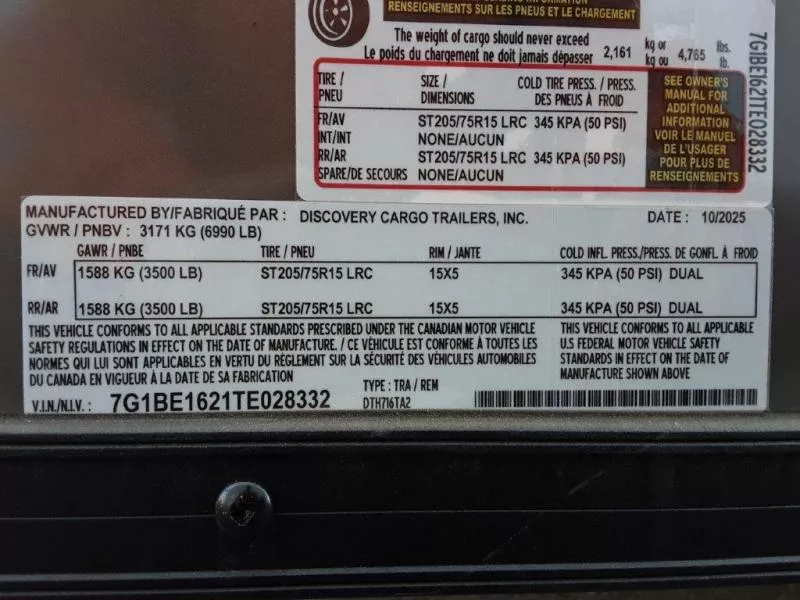 RENSEIGNEMENTS SUR LES PNEUS ET LE CHARGEMENT
The weight of cargo should never exceed
Le poids du chargement ne doit jamais dépasser 2,161 kg or kg ou 4,765 lbs. lb.
TIRE / PNEU SIZE / DIMENSIONS COLD TIRE PRESS. / PRESS. DES PNEUS À FROID
FR/AV ST205/75R15 LRC 345 KPA (50 PSI)
INT/INT NONE/AUCUN
RR/AR ST205/75R15 LRC 345 KPA (50 PSI)
SPARE/DE SECOURS NONE/AUCUN
SEE OWNER'S
MANUAL FOR
ADDITIONAL
INFORMATION
VOIR LE MANUEL
DE L'USAGER
POUR PLUS DE
RENSEIGNEMENTS
7G1BE1621TE028332
MANUFACTURED BY/FABRIQUÉ PAR : DISCOVERY CARGO TRAILERS, INC. DATE : 10/2025
GVWR / PNBV : 3171 KG (6990 LB)
GAWR / PNBE TIRE / PNEU RIM / JANTE COLD INFL. PRESS./PRESS. DE GONFL. À FROID
FR/AV 1588 KG (3500 LB) ST205/75R15 LRC 15X5 345 KPA (50 PSI) DUAL
RR/AR 1588 KG (3500 LB) ST205/75R15 LRC 15X5 345 KPA (50 PSI) DUAL
THIS VEHICLE CONFORMS TO ALL APPLICABLE STANDARDS PRESCRIBED UNDER THE CANADIAN MOTOR VEHICLE
SAFETY REGULATIONS IN EFFECT ON THE DATE OF MANUFACTURE. / CE VÉHICULE EST CONFORME À TOUTES LES
NORMES QUI LUI SONT APPLICABLES EN VERTU DU RÉGLEMENT SUR LA SÉCURITÉ DES VÉHICULES AUTOMOBILES
DU CANADA EN VIGUEUR À LA DATE DE SA FABRICATION
THIS VEHICLE CONFORMS TO ALL APPLICABLE
U.S FEDERAL MOTOR VEHICLE SAFETY
STANDARDS IN EFFECT ON THE DATE OF
MANUFACTURE SHOWN ABOVE.
V.I.N./N.I.V. : 7G1BE1621TE028332
TYPE : TRA / REM
DTH716TA2